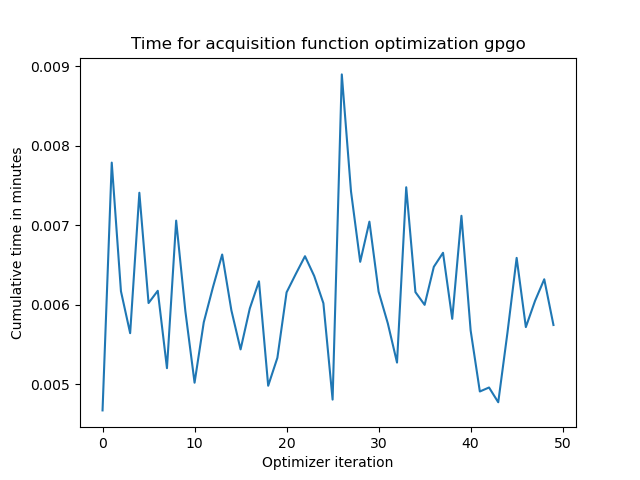 Time for acquisition function optimization gpgo
Cumulative time in minutes
0.009
0.008
0.007
0.006
0.005
0 10 20 30 40 50
Optimizer iteration